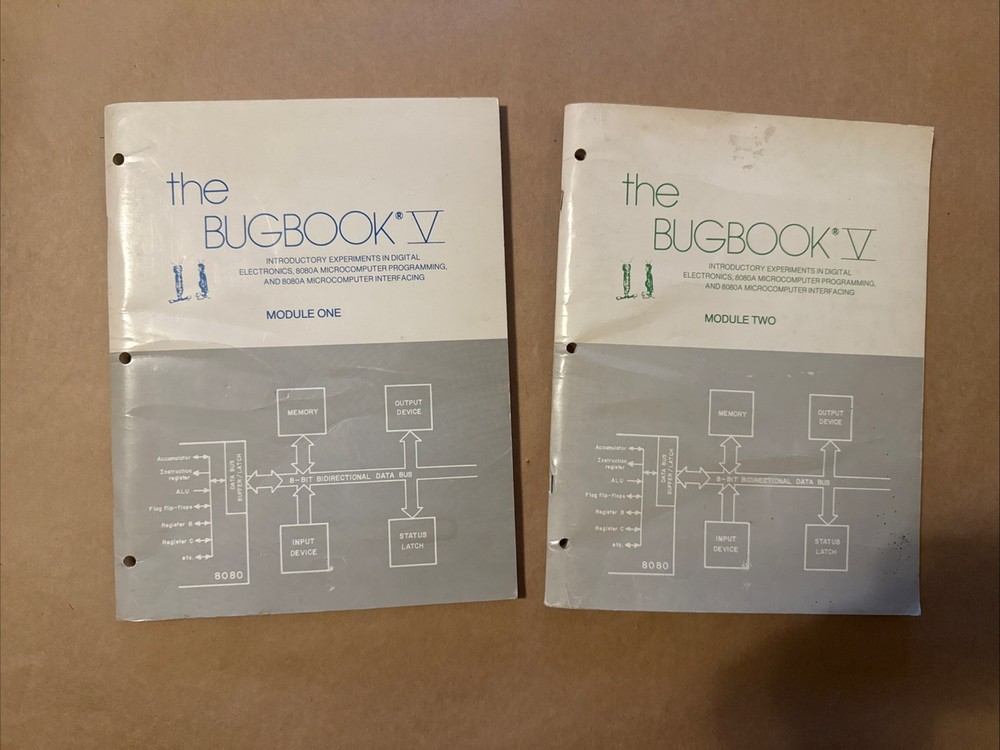 the
BUGBOOK® V
INTRODUCTORY EXPERIMENTS IN DIGITAL
ELECTRONICS, 8080A MICROCOMPUTER PROGRAMMING,
AND 8080A MICROCOMPUTER INTERFACING
MODULE ONE
MEMORY
OUTPUT
DEVICE
Accumulator
Instruction
register
ALU
Flag flip-flops
Register B
Register C
etc.
DATA BUS
BUFFER/LATCH
8-BIT BIDIRECTIONAL DATA BUS
INPUT
DEVICE
STATUS
LATCH
8080
the
BUGBOOK® V
INTRODUCTORY EXPERIMENTS IN DIGITAL
ELECTRONICS, 8080A MICROCOMPUTER PROGRAMMING,
AND 8080A MICROCOMPUTER INTERFACING
MODULE TWO
MEMORY
OUTPUT
DEVICE
Accumulator
Instruction
register
ALU
Flag flip-flops
Register B
Register C
etc.
DATA BUS
BUFFER/LATCH
8-BIT BIDIRECTIONAL DATA BUS
INPUT
DEVICE
STATUS
LATCH
8080